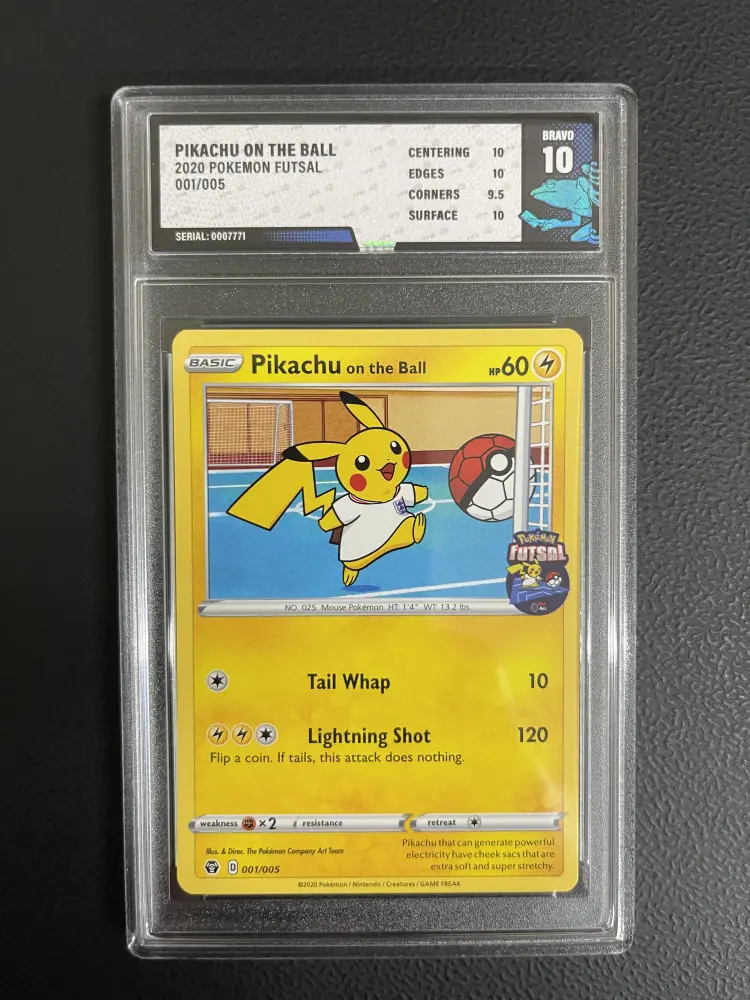 PIKACHU ON THE BALL
2020 POKEMON FUTSAL
001/005
CENTERING 10
EDGES 10
CORNERS 9.5
SURFACE 10
SERIAL: 0007771
BRAVO
10
BASIC Pikachu on the Ball HP 60
POKéMON
FUTSAL
NO. 025 Mouse Pokémon HT: 1'4" WT: 13.2 lbs.
Tail Whap 10
Lightning Shot 120
Flip a coin. If tails, this attack does nothing.
weakness ×2 resistance retreat
Illus. & Direc. The Pokémon Company Art Team
Pikachu that can generate powerful
electricity have cheek sacs that are
extra soft and super stretchy.
D 001/005
©2020 Pokémon / Nintendo / Creatures / GAME FREAK